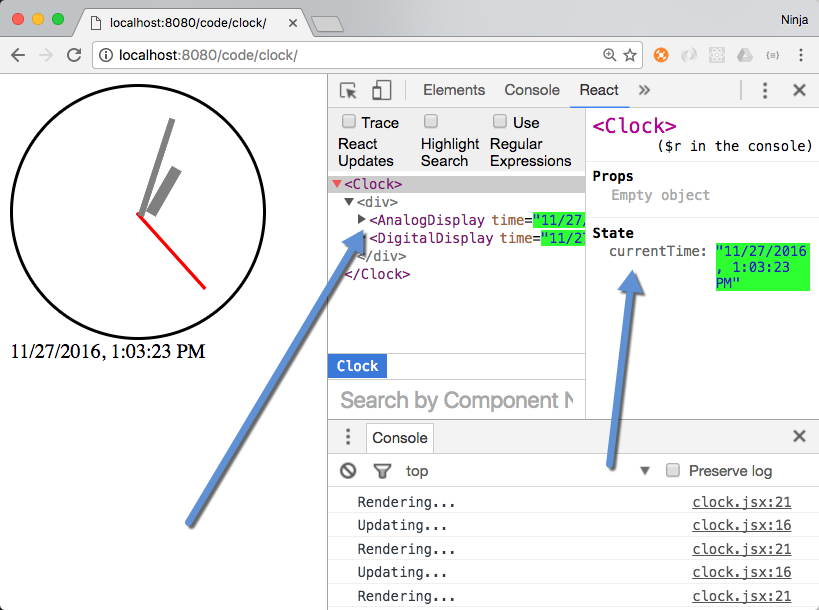 localhost:8080/code/clock/
Ninja
localhost:8080/code/clock/
Elements Console React »
Trace React Updates
Highlight Search
Use Regular Expressions
<Clock>
<div>
<AnalogDisplay time="11/27/
<DigitalDisplay time="11/27
</div>
</Clock>
Clock
Search by Component N
<Clock>
($r in the console)
Props
Empty object
State
currentTime: "11/27/2016
, 1:03:23
PM"
11/27/2016, 1:03:23 PM
Console
top
Preserve log
Rendering... clock.jsx:21
Updating... clock.jsx:16
Rendering... clock.jsx:21
Updating... clock.jsx:16
Rendering... clock.jsx:21